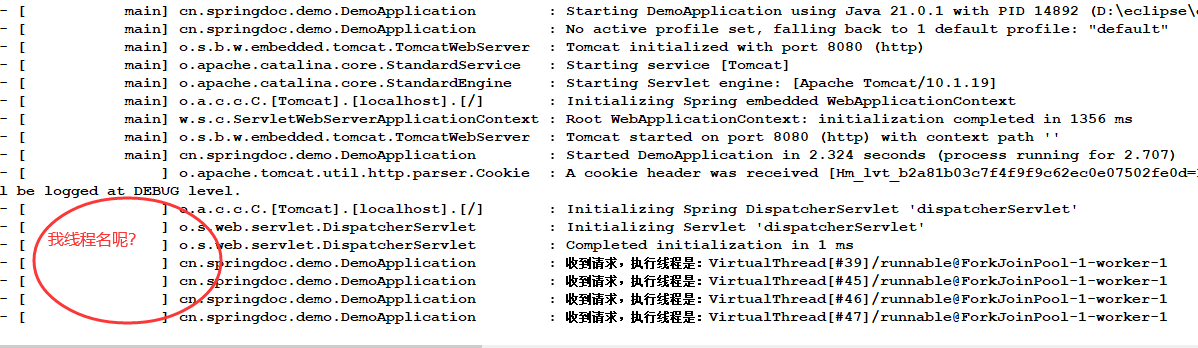 - [           main] cn.springdoc.demo.DemoApplication        : Starting DemoApplication using Java 21.0.1 with PID 14892 (D:\eclipse\
- [           main] cn.springdoc.demo.DemoApplication        : No active profile set, falling back to 1 default profile: "default"
- [           main] o.s.b.w.embedded.tomcat.TomcatWebServer  : Tomcat initialized with port 8080 (http)
- [           main] o.apache.catalina.core.StandardService   : Starting service [Tomcat]
- [           main] o.apache.catalina.core.StandardEngine    : Starting Servlet engine: [Apache Tomcat/10.1.19]
- [           main] o.a.c.c.C.[Tomcat].[localhost].[/]       : Initializing Spring embedded WebApplicationContext
- [           main] w.s.c.ServletWebServerApplicationContext : Root WebApplicationContext: initialization completed in 1356 ms
- [           main] o.s.b.w.embedded.tomcat.TomcatWebServer  : Tomcat started on port 8080 (http) with context path ''
- [           main] cn.springdoc.demo.DemoApplication        : Started DemoApplication in 2.324 seconds (process running for 2.707)
- [               ] o.apache.tomcat.util.http.parser.Cookie  : A cookie header was received [Hm_lvt_b2a81b03c7f4f9f9c62ec0e07502fe0d=
l be logged at DEBUG level.
- [               ] o.a.c.c.C.[Tomcat].[localhost].[/]       : Initializing Spring DispatcherServlet 'dispatcherServlet'
- [               ] o.s.web.servlet.DispatcherServlet        : Initializing Servlet 'dispatcherServlet'
我线程名呢?
- [               ] o.s.web.servlet.DispatcherServlet        : Completed initialization in 1 ms
- [               ] cn.springdoc.demo.DemoApplication        : 收到请求,执行线程是: VirtualThread[#39]/runnable@ForkJoinPool-1-worker-1
- [               ] cn.springdoc.demo.DemoApplication        : 收到请求,执行线程是: VirtualThread[#45]/runnable@ForkJoinPool-1-worker-1
- [               ] cn.springdoc.demo.DemoApplication        : 收到请求,执行线程是: VirtualThread[#46]/runnable@ForkJoinPool-1-worker-1
- [               ] cn.springdoc.demo.DemoApplication        : 收到请求,执行线程是: VirtualThread[#47]/runnable@ForkJoinPool-1-worker-1